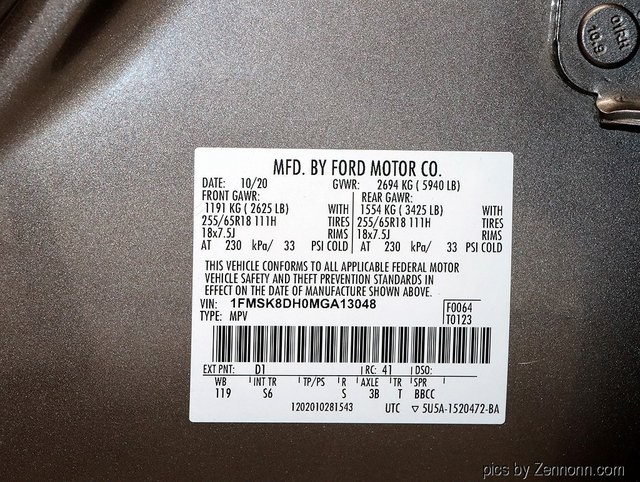 OIFH
10.9
MFD. BY FORD MOTOR CO.
DATE: 10/20 GVWR: 2694 KG ( 5940 LB)
FRONT GAWR: REAR GAWR:
1191 KG ( 2625 LB) WITH 1554 KG ( 3425 LB) WITH
255/65R18 111H TIRES 255/65R18 111H TIRES
18x7.5J RIMS 18x7.5J RIMS
AT 230 kPa/ 33 PSI COLD AT 230 kPa/ 33 PSI COLD
THIS VEHICLE CONFORMS TO ALL APPLICABLE FEDERAL MOTOR
VEHICLE SAFETY AND THEFT PREVENTION STANDARDS IN
EFFECT ON THE DATE OF MANUFACTURE SHOWN ABOVE.
VIN: 1FMSK8DH0MGA13048 F0064
TYPE: MPV T0123
EXT PNT: D1 RC: 41 DSO:
WB INT TR TP/PS R AXLE TR SPR
119 S6 S 3B T BBCC
1202010281543 UTC ▽ 5U5A-1520472-BA
pics by Zennonn.com